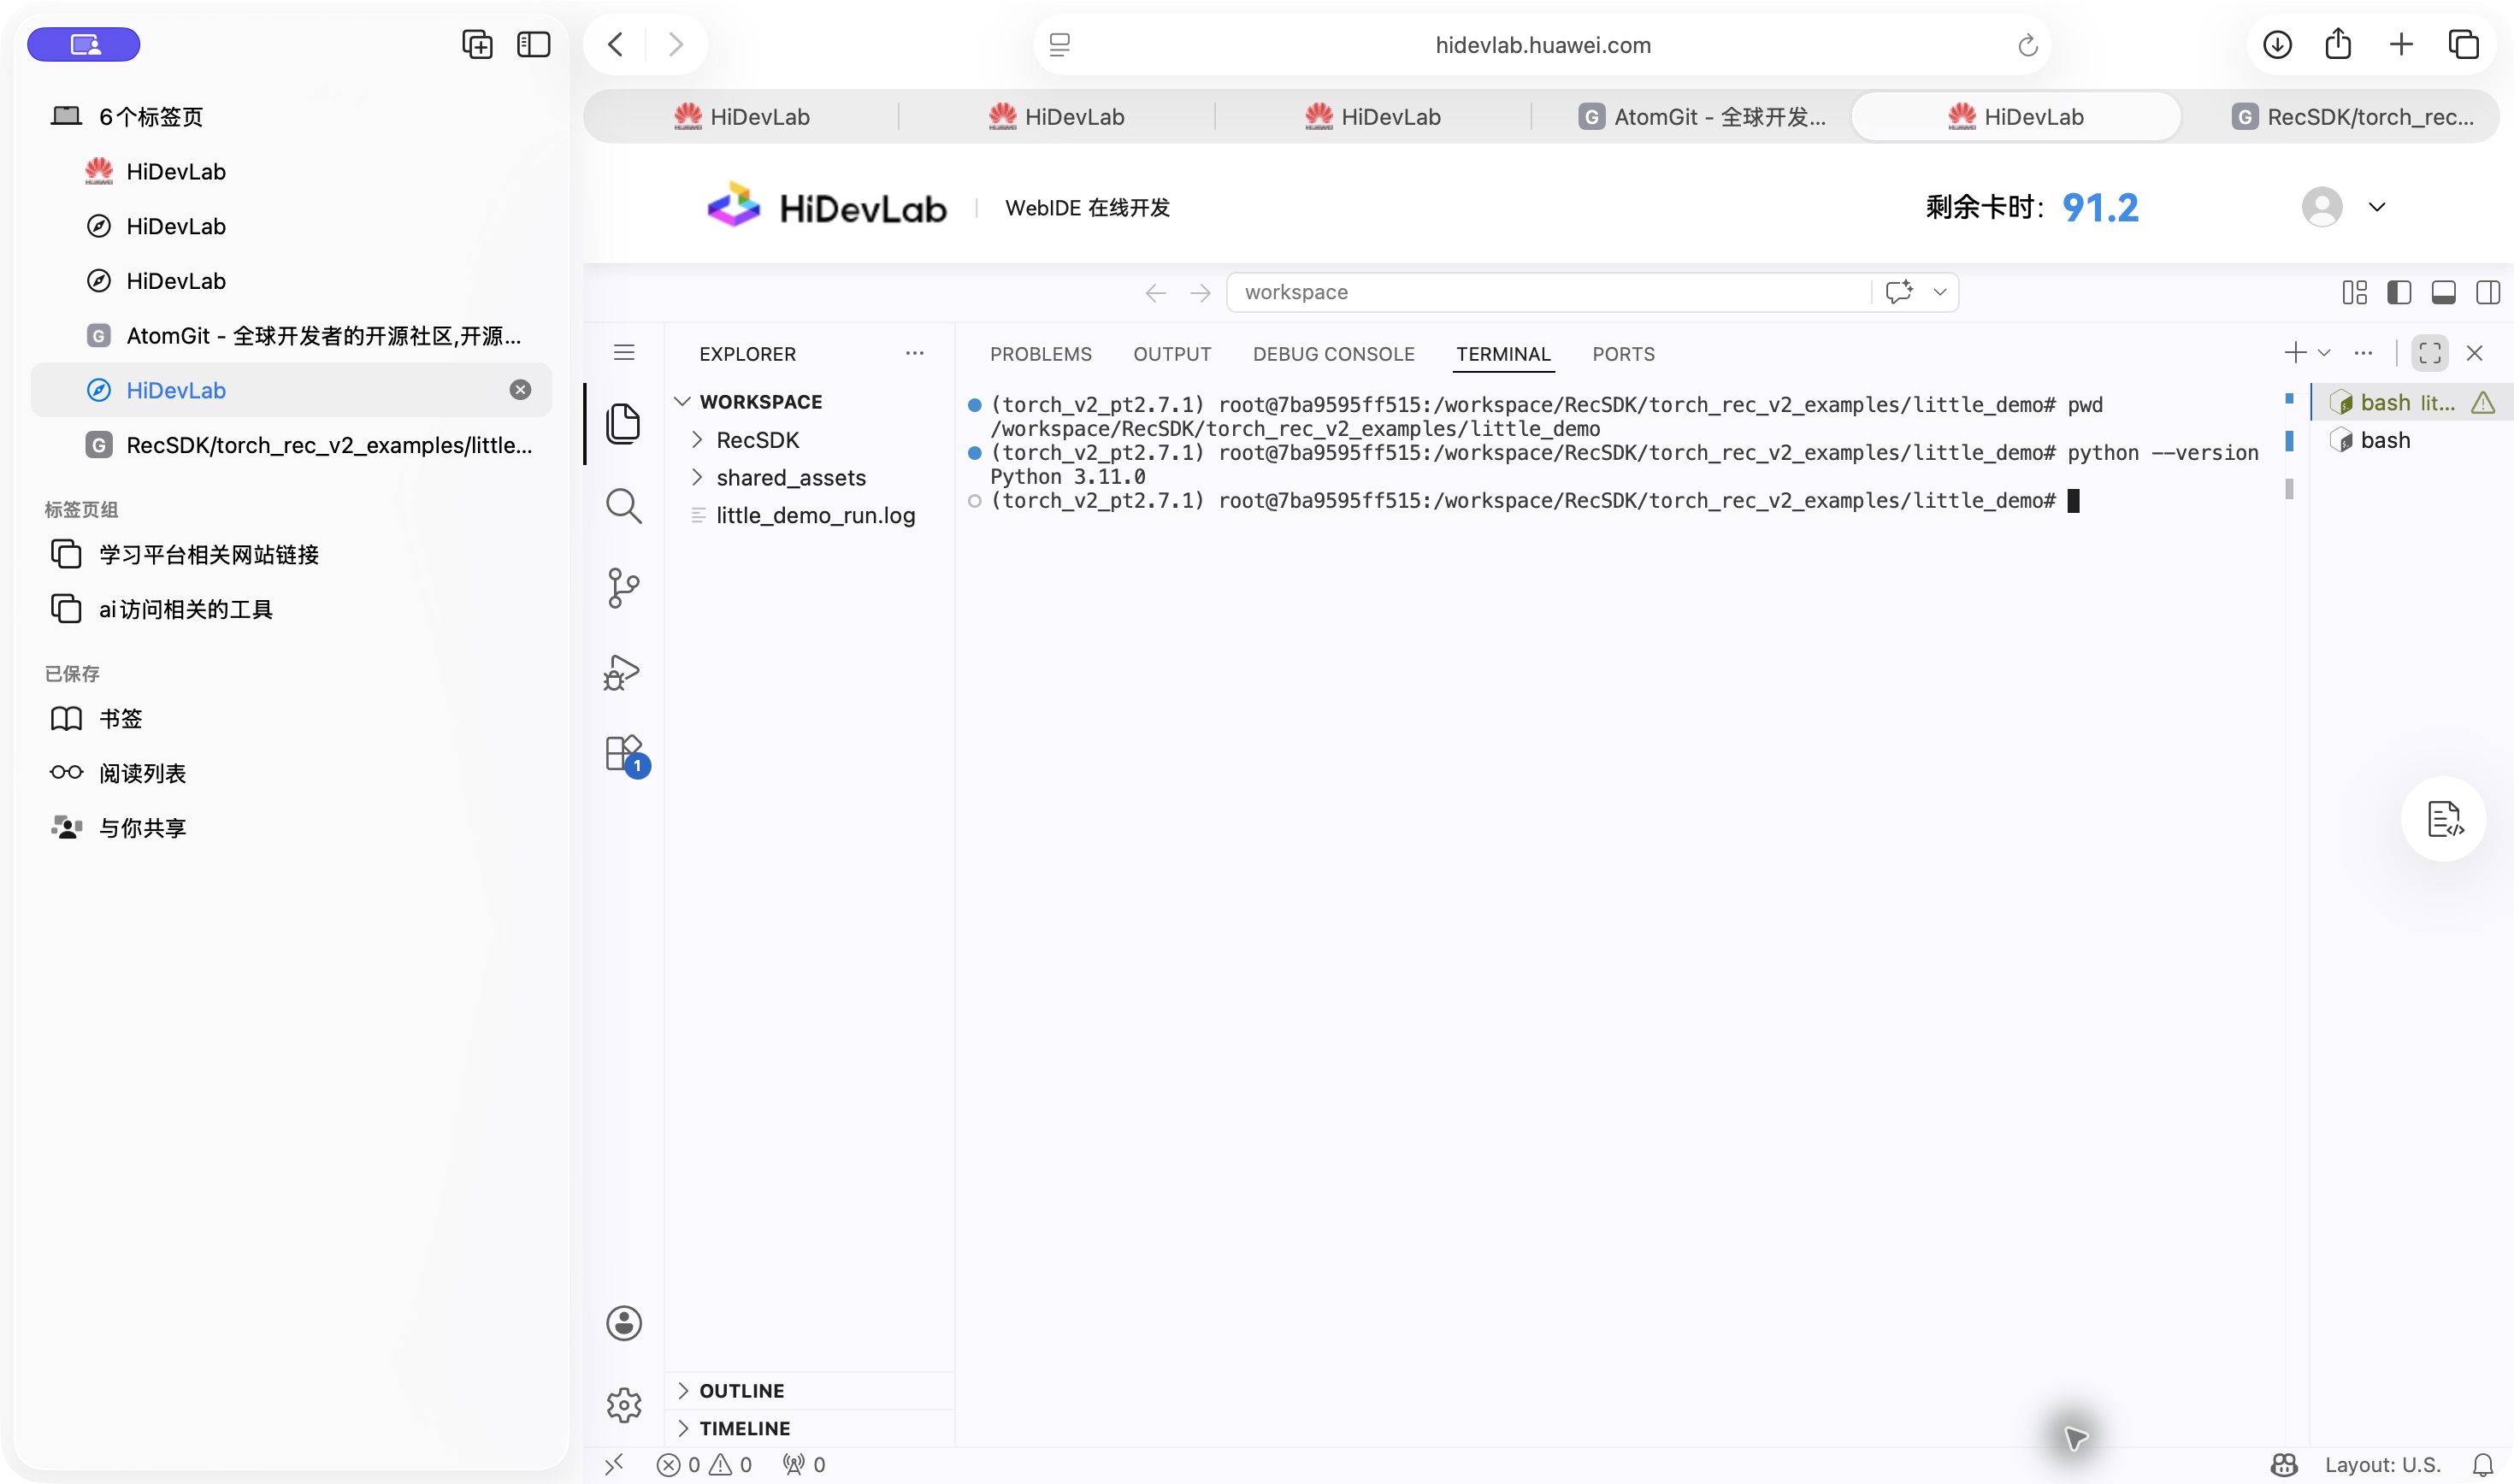 6个标签页
HiDevLab
HiDevLab
HiDevLab
AtomGit - 全球开发者的开源社区,开源...
HiDevLab
RecSDK/torch_rec_v2_examples/little...
标签页组
学习平台相关网站链接
ai访问相关的工具
已保存
书签
阅读列表
与你共享
hidevlab.huawei.com
HiDevLab
HiDevLab
HiDevLab
AtomGit - 全球开发...
HiDevLab
RecSDK/torch_rec...
HiDevLab
WebIDE 在线开发
剩余卡时: 91.2
workspace
EXPLORER
WORKSPACE
RecSDK
shared_assets
little_demo_run.log
1
OUTLINE
TIMELINE
PROBLEMS
OUTPUT
DEBUG CONSOLE
TERMINAL
PORTS
(torch_v2_pt2.7.1) root@7ba9595ff515:/workspace/RecSDK/torch_rec_v2_examples/little_demo# pwd
/workspace/RecSDK/torch_rec_v2_examples/little_demo
(torch_v2_pt2.7.1) root@7ba9595ff515:/workspace/RecSDK/torch_rec_v2_examples/little_demo# python --version
Python 3.11.0
(torch_v2_pt2.7.1) root@7ba9595ff515:/workspace/RecSDK/torch_rec_v2_examples/little_demo#
bash lit...
bash
0 0
0
Layout: U.S.